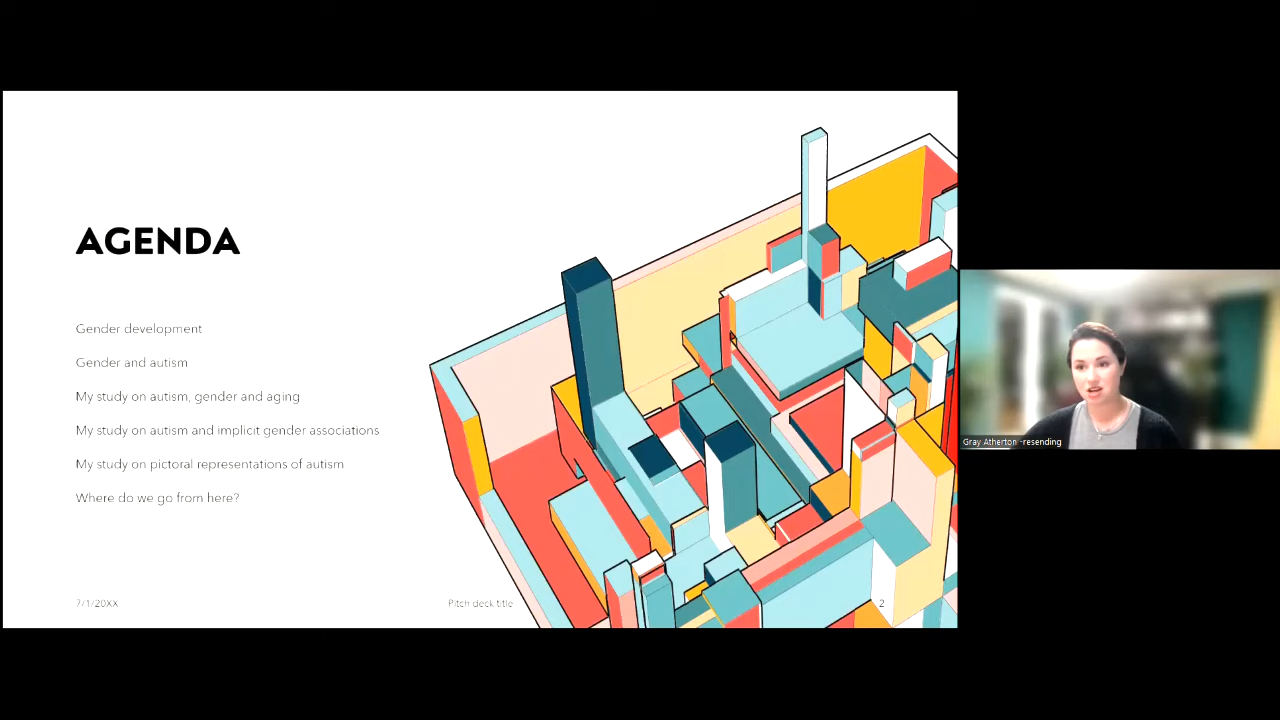 AGENDA
Gender development
Gender and autism
My study on autism, gender and aging
My study on autism and implicit gender associations
My study on pictoral representations of autism
Where do we go from here?
7/1/20XX
Pitch deck title
2
Gray Atherton -resending